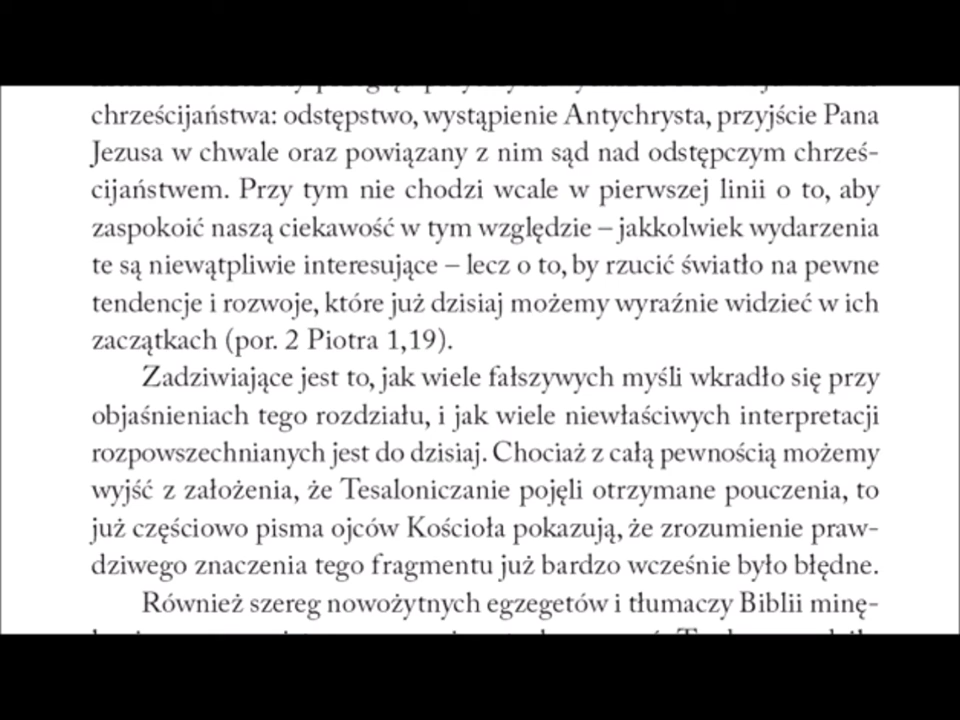 chrześcijaństwa: odstępstwo, wystąpienie Antychrysta, przyjście Pana
Jezusa w chwale oraz powiązany z nim sąd nad odstępczym chrześ-
cijaństwem. Przy tym nie chodzi wcale w pierwszej linii o to, aby
zaspokoić naszą ciekawość w tym względzie – jakkolwiek wydarzenia
te są niewątpliwie interesujące – lecz o to, by rzucić światło na pewne
tendencje i rozwoje, które już dzisiaj możemy wyraźnie widzieć w ich
zaczątkach (por. 2 Piotra 1,19).
Zadziwiające jest to, jak wiele fałszywych myśli wkradło się przy
objaśnieniach tego rozdziału, i jak wiele niewłaściwych interpretacji
rozpowszechnianych jest do dzisiaj. Chociaż z całą pewnością możemy
wyjść z założenia, że Tesaloniczanie pojęli otrzymane pouczenia, to
już częściowo pisma ojców Kościoła pokazują, że zrozumienie praw-
dziwego znaczenia tego fragmentu już bardzo wcześnie było błędne.
Również szereg nowożytnych egzegetów i tłumaczy Biblii minę-